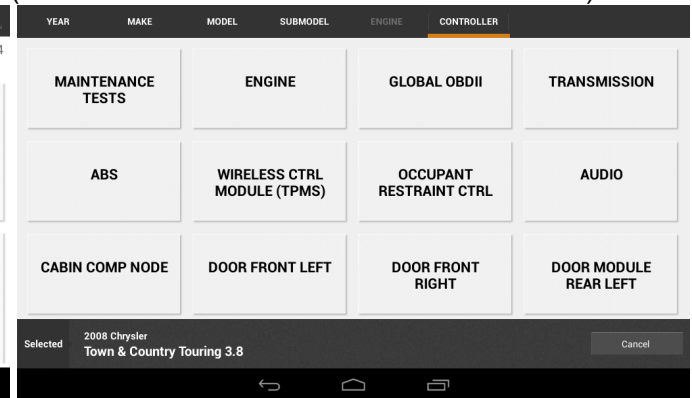 YEAR MAKE MODEL SUBMODEL ENGINE CONTROLLER
4
MAINTENANCE
TESTS
ENGINE
GLOBAL OBDII
TRANSMISSION
ABS
WIRELESS CTRL
MODULE (TPMS)
OCCUPANT
RESTRAINT CTRL
AUDIO
CABIN COMP NODE
DOOR FRONT LEFT
DOOR FRONT
RIGHT
DOOR MODULE
REAR LEFT
Selected
2008 Chrysler
Town & Country Touring 3.8
Cancel